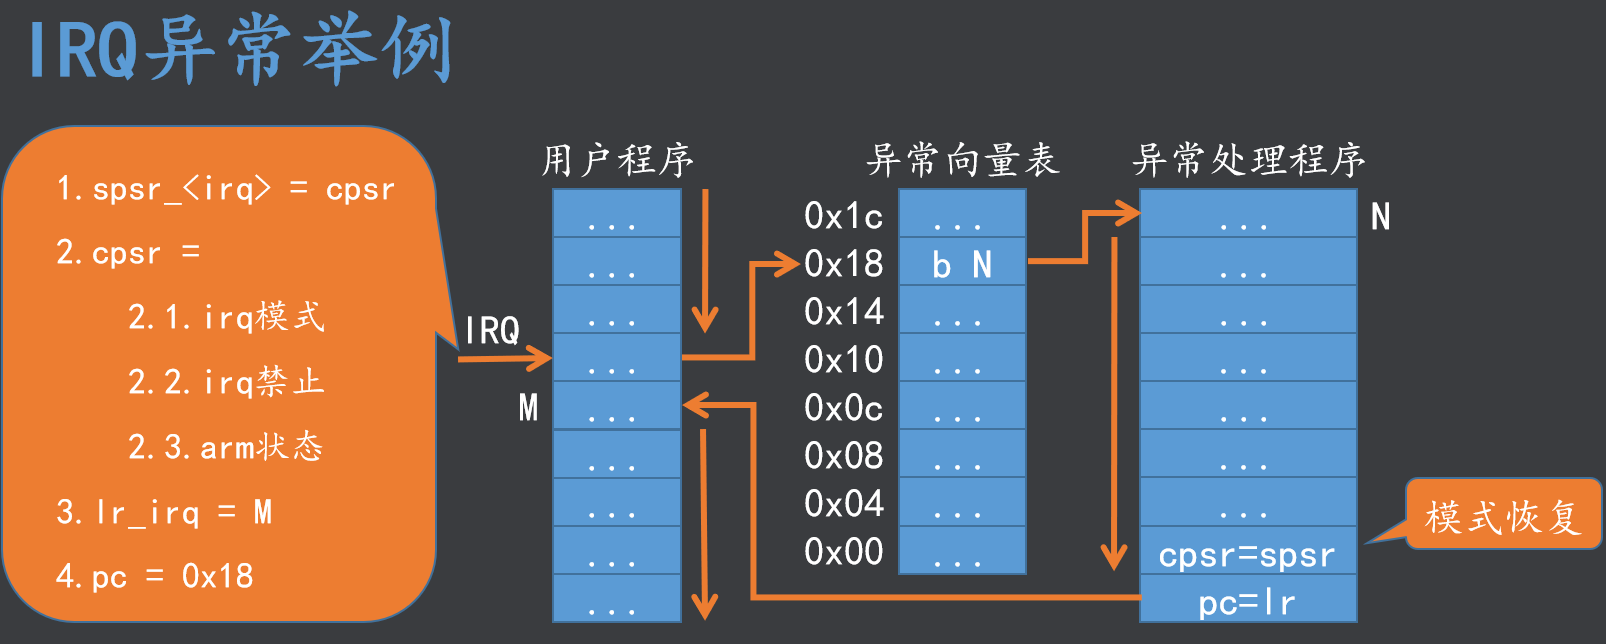 IRQ异常举例
1.spsr_<irq> = cpsr
2.cpsr =
2.1.irq模式
2.2.irq禁止
2.3.arm状态
3.lr_irq = M
4.pc = 0x18
IRQ
M
用户程序
...
...
...
...
...
...
...
...
...
异常向量表
0x1c ...
0x18 b N
0x14 ...
0x10 ...
0x0c ...
0x08 ...
0x04 ...
0x00 ...
异常处理程序
... N
...
...
...
...
...
...
cpsr=spsr
pc=lr
模式恢复